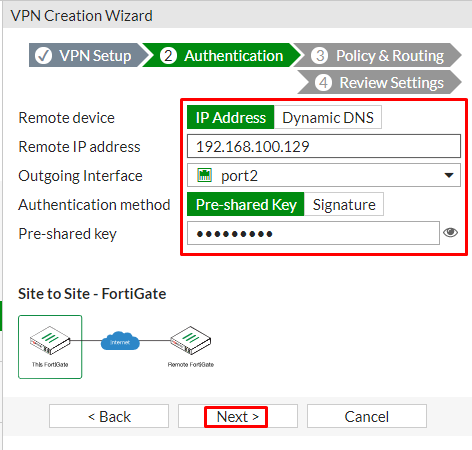 VPN Creation Wizard
VPN Setup 2 Authentication 3 Policy & Routing
4 Review Settings
Remote device IP Address Dynamic DNS
Remote IP address 192.168.100.129
Outgoing Interface port2
Authentication method Pre-shared Key Signature
Pre-shared key •••••••••
Site to Site - FortiGate
Internet
This FortiGate Remote FortiGate
< Back Next > Cancel